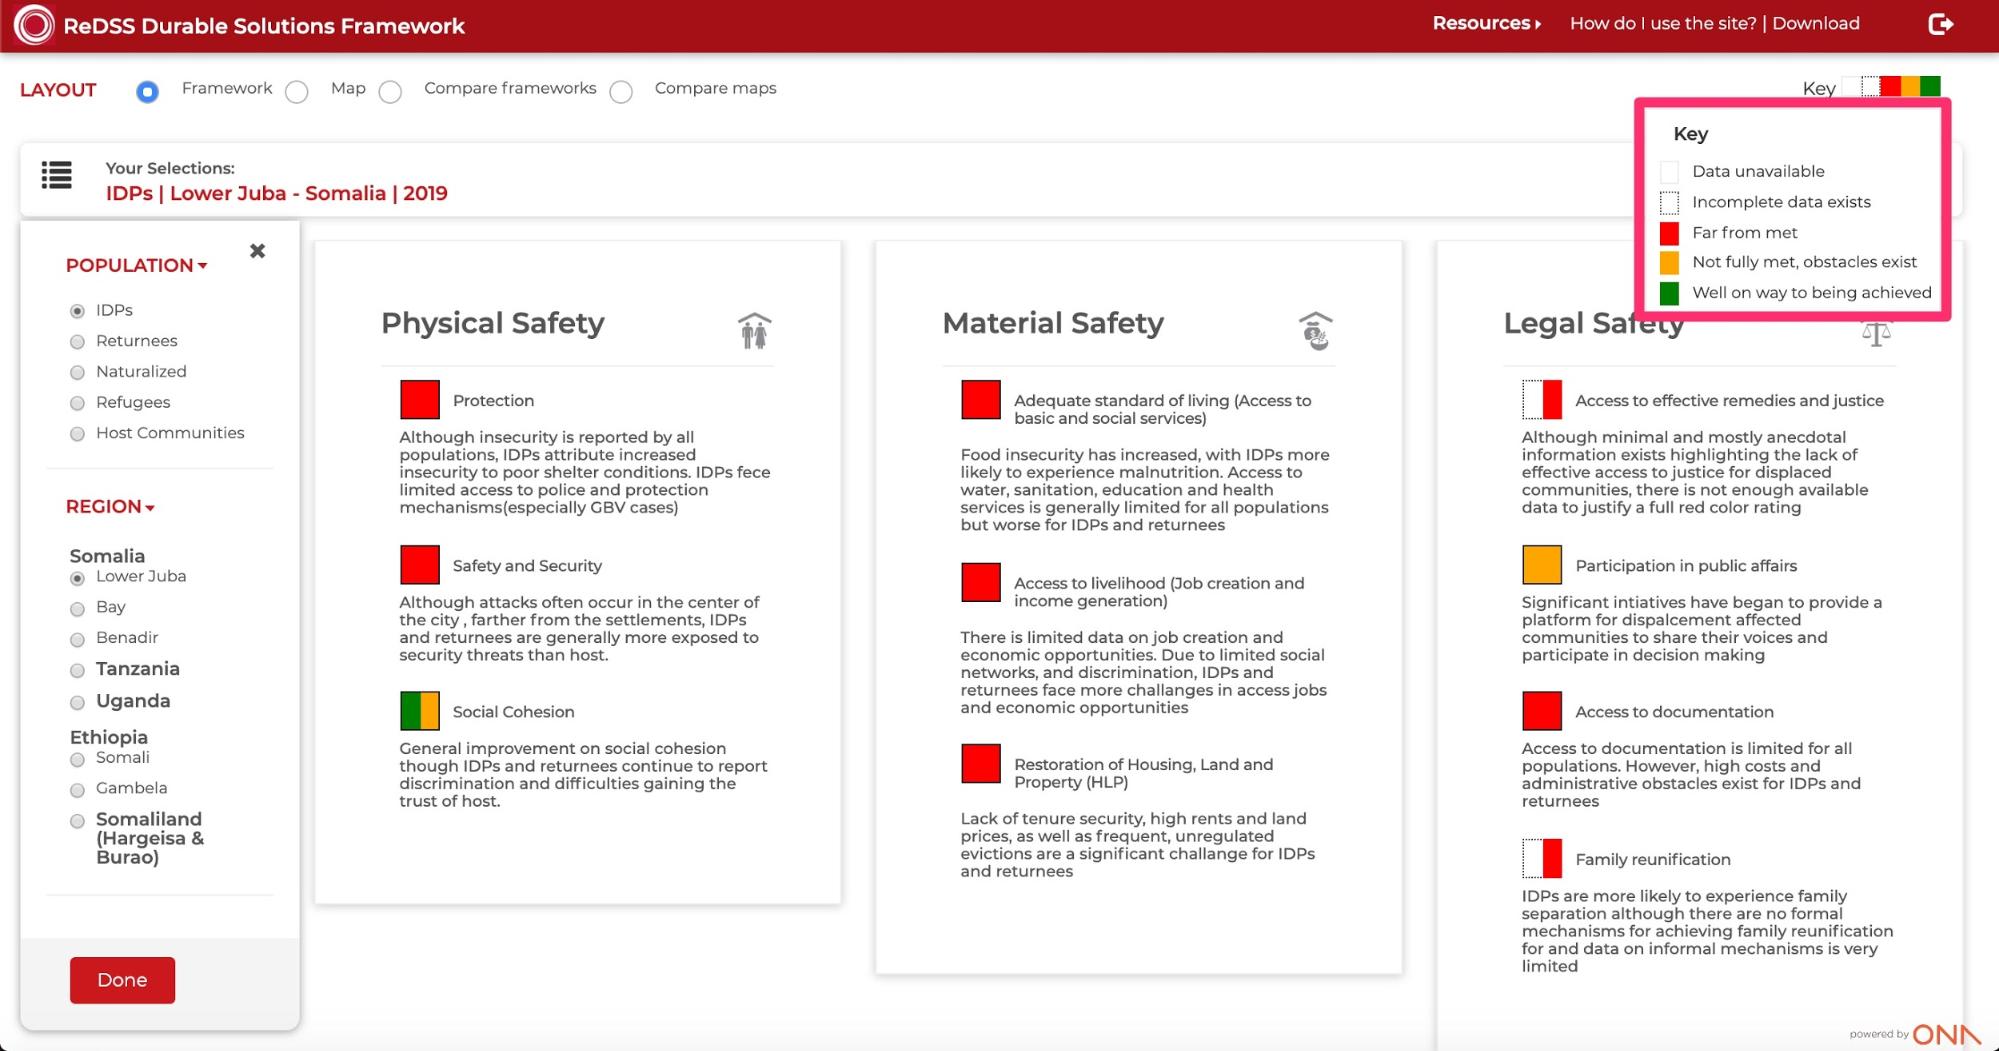 ReDSS Durable Solutions Framework
Resources
How do I use the site? | Download
LAYOUT
Framework
Map
Compare frameworks
Compare maps
Key
Key
Data unavailable
Incomplete data exists
Far from met
Not fully met, obstacles exist
Well on way to being achieved
Your Selections:
IDPs | Lower Juba - Somalia | 2019
POPULATION
IDPs
Returnees
Naturalized
Refugees
Host Communities
REGION
Somalia
Lower Juba
Bay
Benadir
Tanzania
Uganda
Ethiopia
Somali
Gambela
Somaliland
(Hargeisa &
Burao)
Done
Physical Safety
Protection
Although insecurity is reported by all
populations, IDPs attribute increased
insecurity to poor shelter conditions. IDPs fece
limited access to police and protection
mechanisms(especially GBV cases)
Safety and Security
Although attacks often occur in the center of
the city , farther from the settlements, IDPs
and returnees are generally more exposed to
security threats than host.
Social Cohesion
General improvement on social cohesion
though IDPs and returnees continue to report
discrimination and difficulties gaining the
trust of host.
Material Safety
Adequate standard of living (Access to
basic and social services)
Food insecurity has increased, with IDPs more
likely to experience malnutrition. Access to
water, sanitation, education and health
services is generally limited for all populations
but worse for IDPs and returnees
Access to livelihood (Job creation and
income generation)
There is limited data on job creation and
economic opportunities. Due to limited social
networks, and discrimination, IDPs and
returnees face more challanges in access jobs
and economic opportunities
Restoration of Housing, Land and
Property (HLP)
Lack of tenure security, high rents and land
prices, as well as frequent, unregulated
evictions are a significant challange for IDPs
and returnees
Legal Safety
Access to effective remedies and justice
Although minimal and mostly anecdotal
information exists highlighting the lack of
effective access to justice for displaced
communities, there is not enough available
data to justify a full red color rating
Participation in public affairs
Significant intiatives have began to provide a
platform for dispalcement affected
communities to share their voices and
participate in decision making
Access to documentation
Access to documentation is limited for all
populations. However, high costs and
administrative obstacles exist for IDPs and
returnees
Family reunification
IDPs are more likely to experience family
separation although there are no formal
mechanisms for achieving family reunification
for and data on informal mechanisms is very
limited
powered by ONA